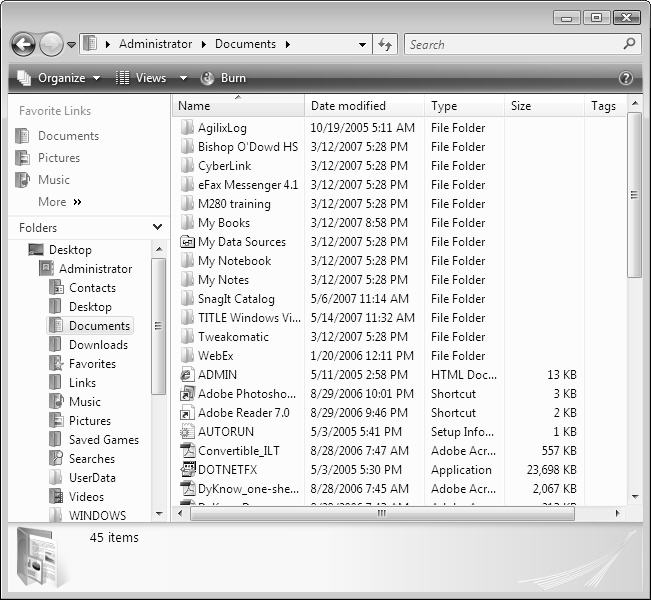 Administrator Documents Search
Organize Views Burn ?
Favorite Links
Documents
Pictures
Music
More »
Folders
Desktop
Administrator
Contacts
Desktop
Documents
Downloads
Favorites
Links
Music
Pictures
Saved Games
Searches
UserData
Videos
WINDOWS
Name Date modified Type Size Tags
AgilixLog 10/19/2005 5:11 AM File Folder
Bishop O'Dowd HS 3/12/2007 5:28 PM File Folder
CyberLink 3/12/2007 5:28 PM File Folder
eFax Messenger 4.1 3/12/2007 5:28 PM File Folder
M280 training 3/12/2007 5:28 PM File Folder
My Books 3/12/2007 8:58 PM File Folder
My Data Sources 3/12/2007 5:28 PM File Folder
My Notebook 3/12/2007 5:28 PM File Folder
My Notes 3/12/2007 5:28 PM File Folder
SnagIt Catalog 5/6/2007 11:14 AM File Folder
TITLE Windows Vi... 5/14/2007 11:32 AM File Folder
Tweakomatic 3/12/2007 5:28 PM File Folder
WebEx 1/20/2006 12:11 PM File Folder
ADMIN 5/11/2005 2:58 PM HTML Doc... 13 KB
Adobe Photosho... 8/29/2006 10:01 PM Shortcut 3 KB
Adobe Reader 7.0 8/29/2006 9:46 PM Shortcut 2 KB
AUTORUN 5/3/2005 5:41 PM Setup Info... 1 KB
Convertible_ILT 8/28/2006 7:47 AM Adobe Acr... 557 KB
DOTNETFX 5/3/2005 5:30 PM Application 23,698 KB
DyKnow_one-she... 8/28/2006 7:45 AM Adobe Acr... 2,067 KB
45 items